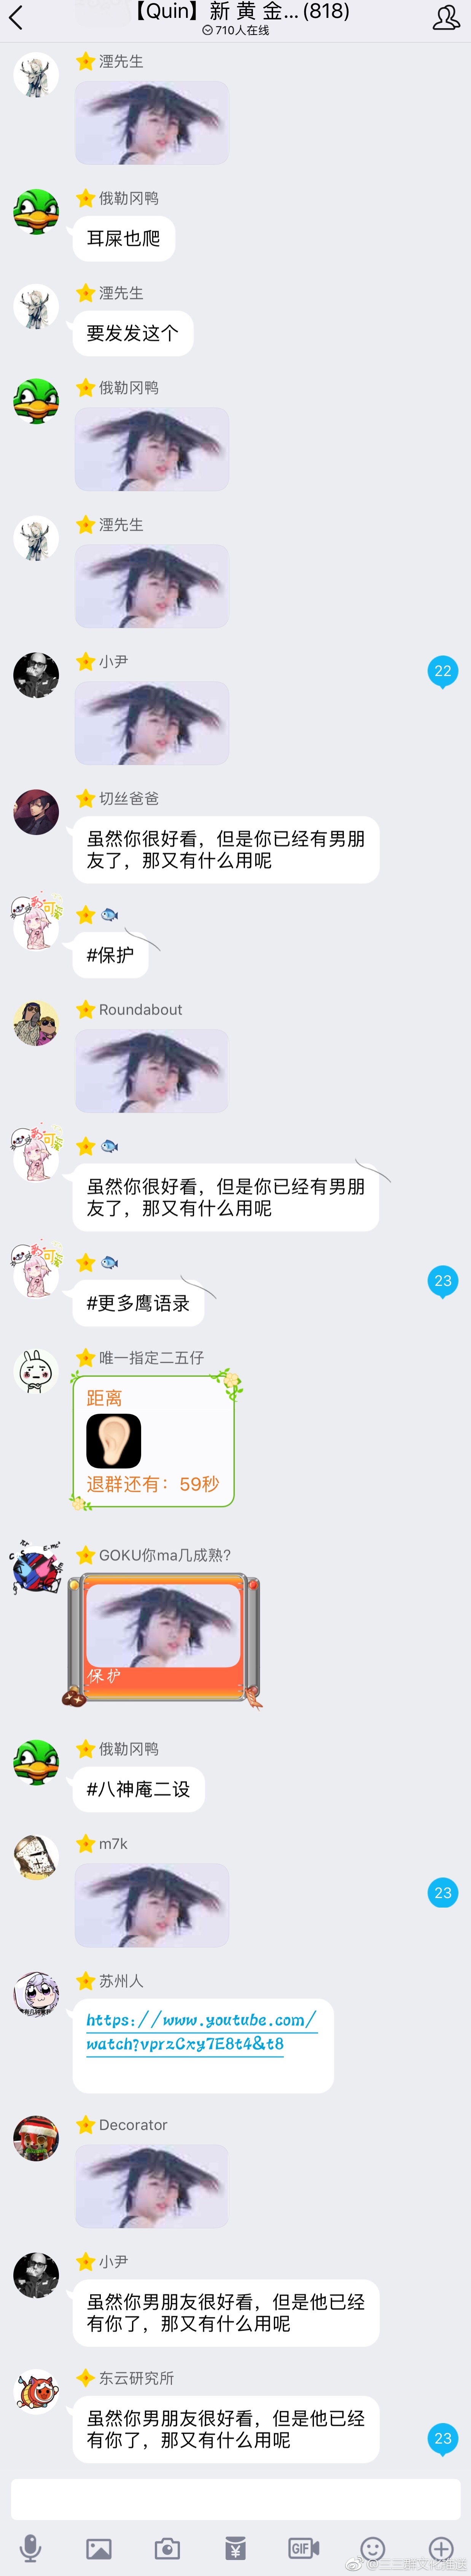 【Quin】新 黄 金...(818)
710人在线
湮先生
俄勒冈鸭
耳屎也爬
湮先生
要发发这个
俄勒冈鸭
湮先生
小尹
22
切丝爸爸
虽然你很好看，但是你已经有男朋
友了，那又有什么用呢
#保护
Roundabout
虽然你很好看，但是你已经有男朋
友了，那又有什么用呢
#更多鹰语录
23
唯一指定二五仔
距离
退群还有：59秒
GOKU你ma几成熟?
保护
俄勒冈鸭
#八神庵二设
m7k
23
苏州人
https://www.youtube.com/
watch?vprzCxy7E8t4&t8
Decorator
小尹
虽然你男朋友很好看，但是他已经
有你了，那又有什么用呢
东云研究所
虽然你男朋友很好看，但是他已经
有你了，那又有什么用呢
23
GIF